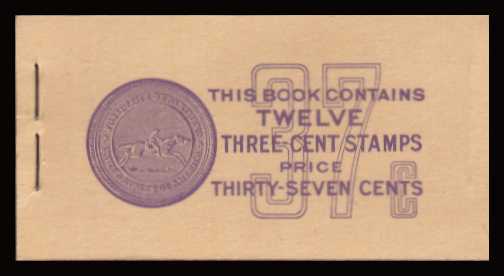 THIS BOOK CONTAINS
TWELVE
THREE-CENT STAMPS
PRICE
THIRTY-SEVEN CENTS
37¢